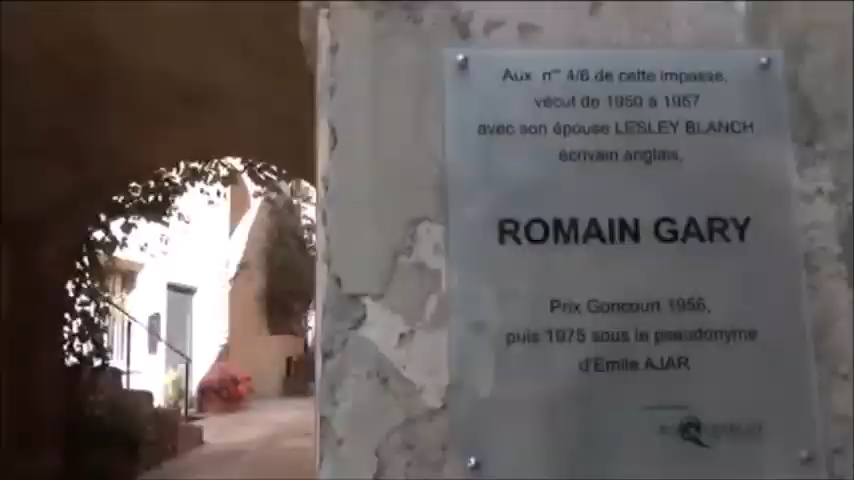 Aux nos 4/6 de cette impasse,
vécut de 1950 à 1957
avec son épouse LESLEY BLANCH
écrivain anglais,
ROMAIN GARY
Prix Goncourt 1956,
puis 1975 sous le pseudonyme
d'Emile AJAR